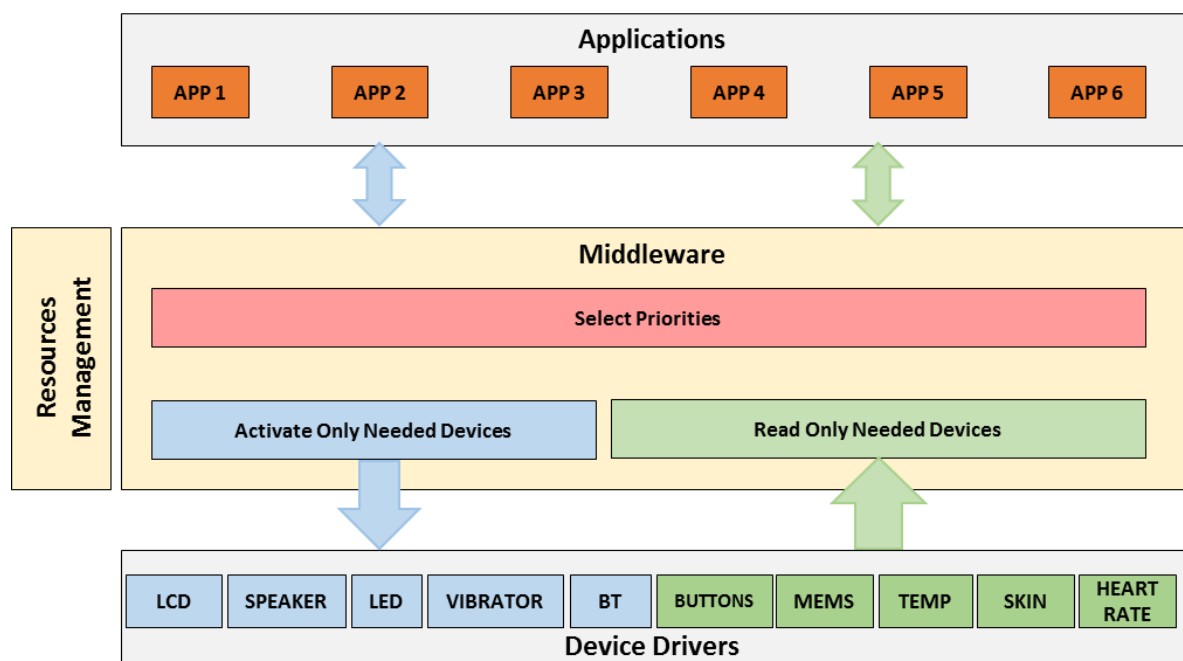 Applications
APP 1 APP 2 APP 3 APP 4 APP 5 APP 6
Resources
Management
Middleware
Select Priorities
Activate Only Needed Devices
Read Only Needed Devices
LCD SPEAKER LED VIBRATOR BT BUTTONS MEMS TEMP SKIN HEART
RATE
Device Drivers